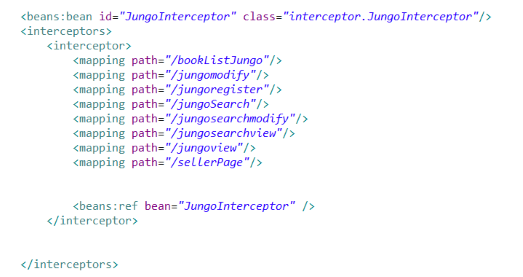 <beans:bean id="JungoInterceptor" class="interceptor.JungoInterceptor"/>
<interceptors>
<interceptor>
<mapping path="/bookListJungo"/>
<mapping path="/jungomodify"/>
<mapping path="/jungoregister"/>
<mapping path="/jungoSearch"/>
<mapping path="/jungosearchmodify"/>
<mapping path="/jungosearchview"/>
<mapping path="/jungoview"/>
<mapping path="/sellerPage"/>
<beans:ref bean="JungoInterceptor" />
</interceptor>
</interceptors>